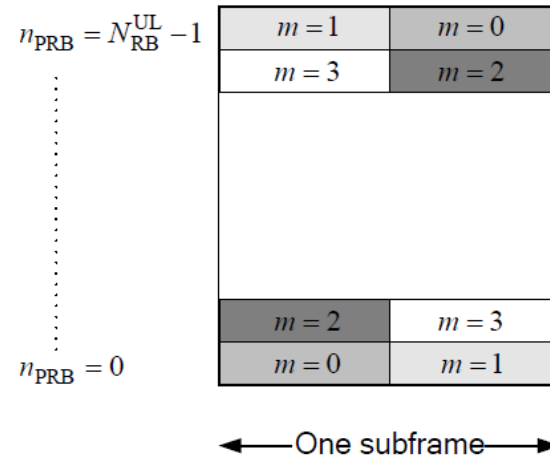 n_PRB = N_RB^UL −1 m = 1 m = 0
m = 3 m = 2
m = 2 m = 3
n_PRB = 0 m = 0 m = 1
One subframe